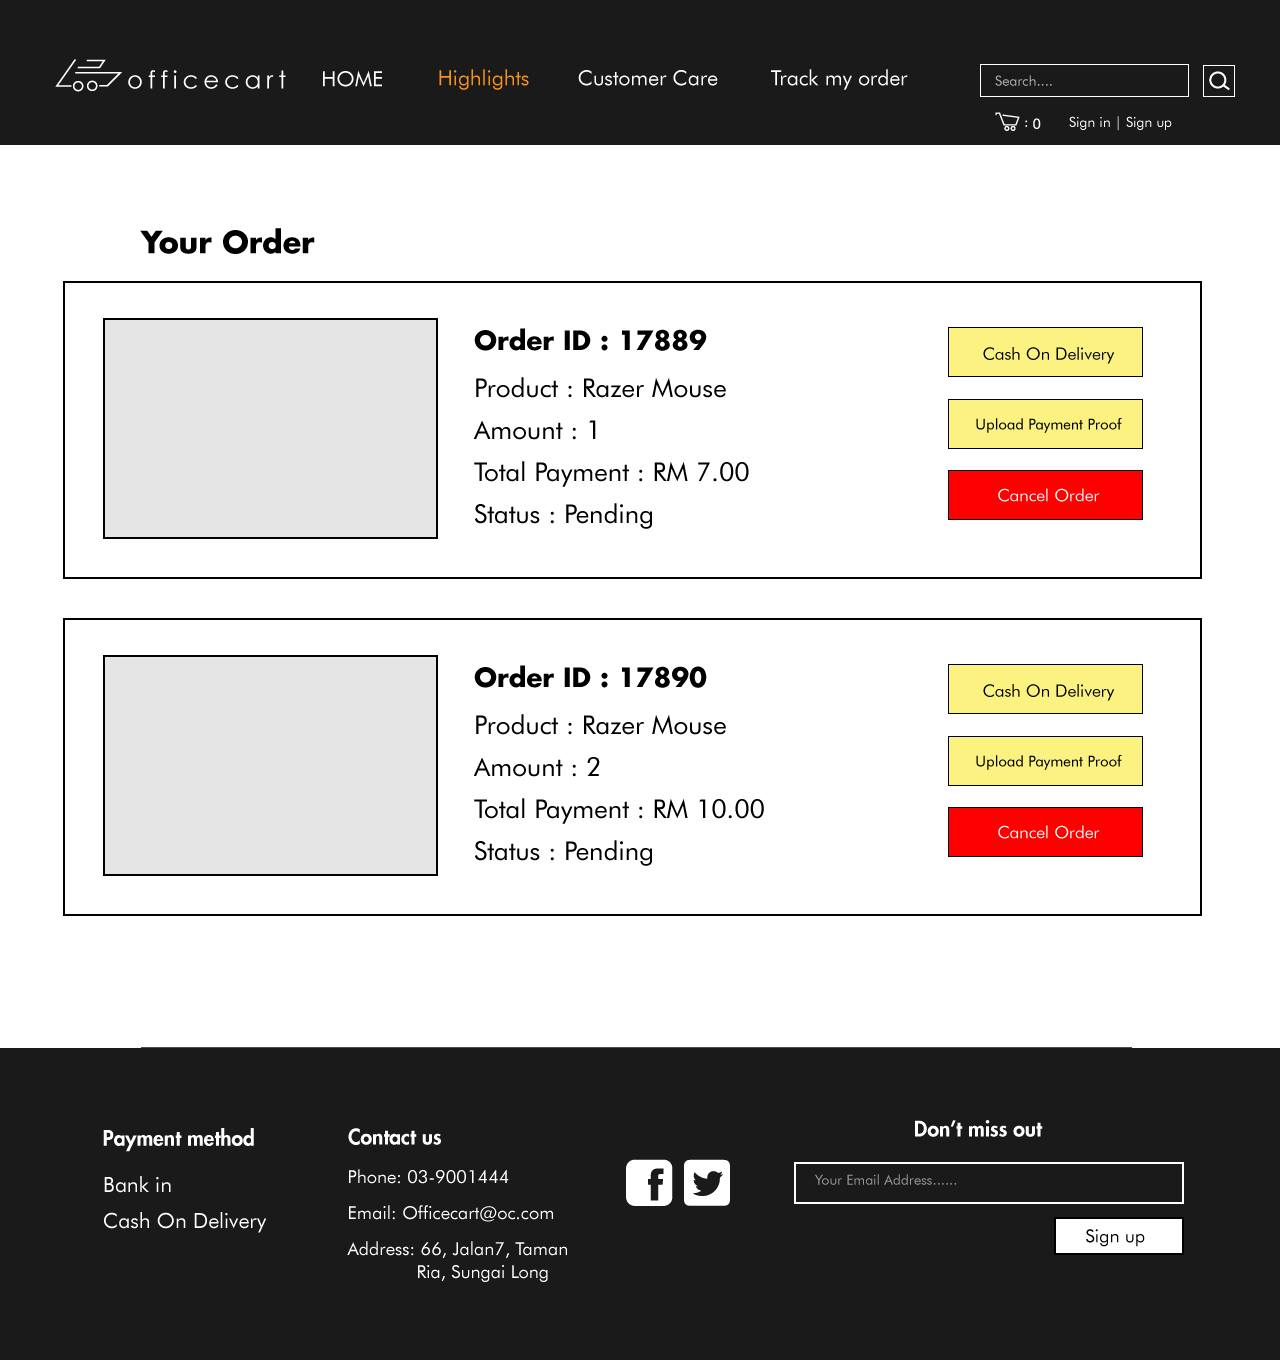 officecart HOME Highlights Customer Care Track my order Search....
: 0 Sign in | Sign up
Your Order
Order ID : 17889
Product : Razer Mouse
Amount : 1
Total Payment : RM 7.00
Status : Pending
Cash On Delivery
Upload Payment Proof
Cancel Order
Order ID : 17890
Product : Razer Mouse
Amount : 2
Total Payment : RM 10.00
Status : Pending
Cash On Delivery
Upload Payment Proof
Cancel Order
Payment method
Bank in
Cash On Delivery
Contact us
Phone: 03-9001444
Email: Officecart@oc.com
Address: 66, Jalan7, Taman
Ria, Sungai Long
Don’t miss out
Your Email Address......
Sign up